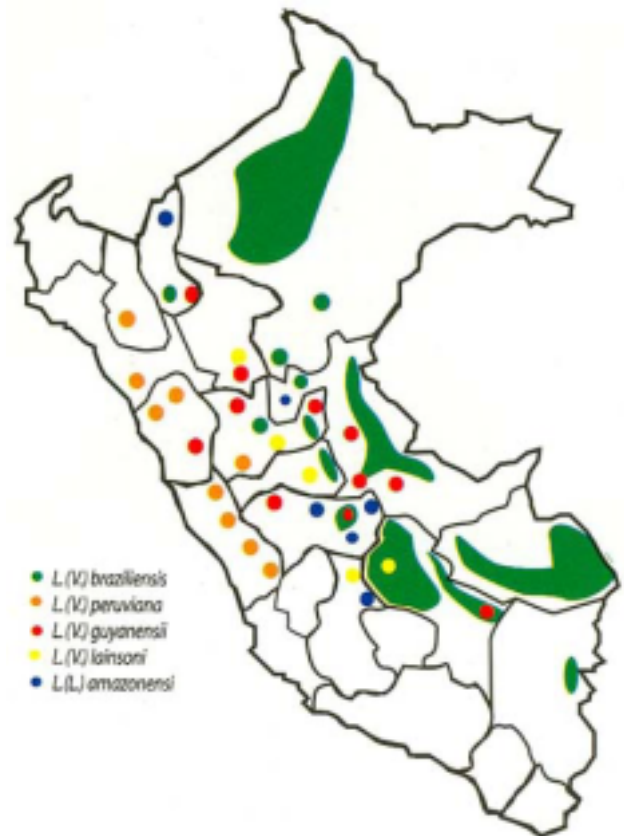 L.(V.) braziliensis
L.(V.) peruviana
L.(V.) guyanensii
L.(V.) lainsoni
L.(L.) amazonensi